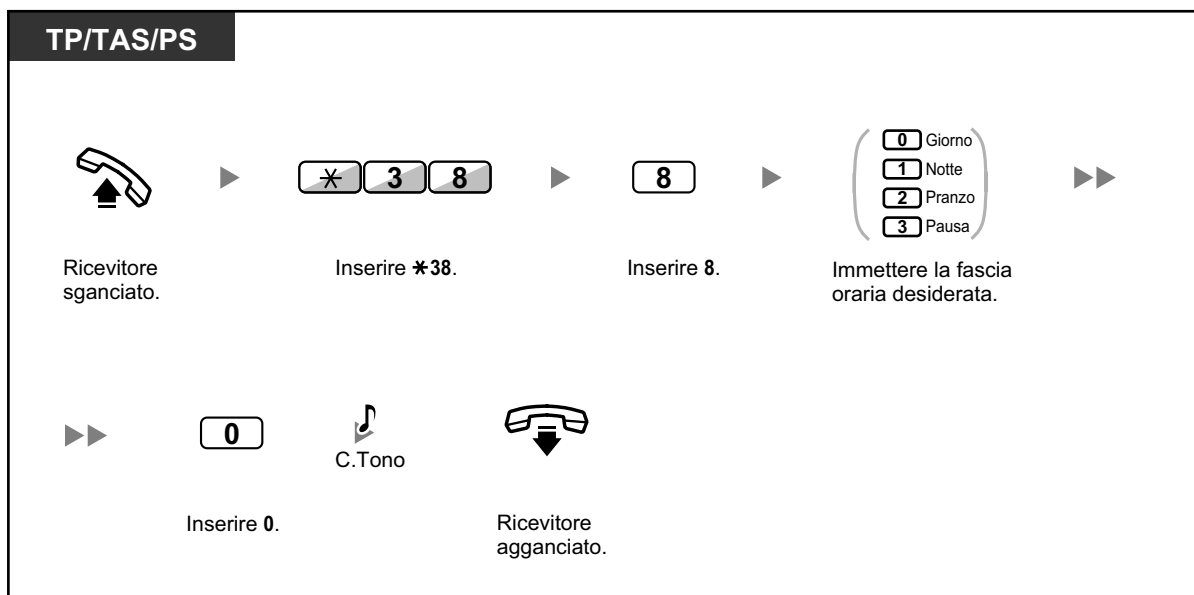 TP/TAS/PS
0 Giorno
1 Notte
2 Pranzo
3 Pausa
✱ 3 8
8
Ricevitore
sganciato.
Inserire ✱38.
Inserire 8.
Immettere la fascia
oraria desiderata.
0
C.Tono
Inserire 0.
Ricevitore
agganciato.